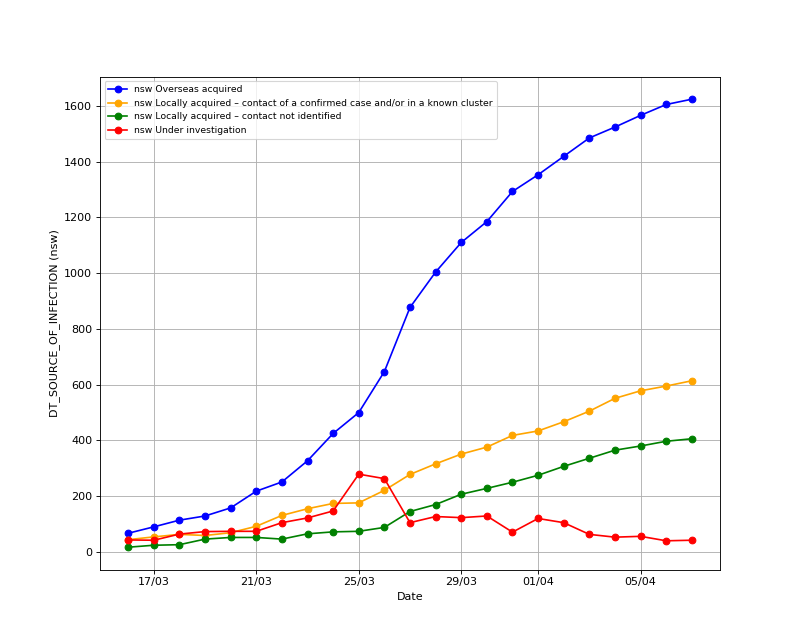 nsw Overseas acquired
nsw Locally acquired – contact of a confirmed case and/or in a known cluster
nsw Locally acquired – contact not identified
nsw Under investigation
DT_SOURCE_OF_INFECTION (nsw)
1600
1400
1200
1000
800
600
400
200
0
17/03 21/03 25/03 29/03 01/04 05/04
Date